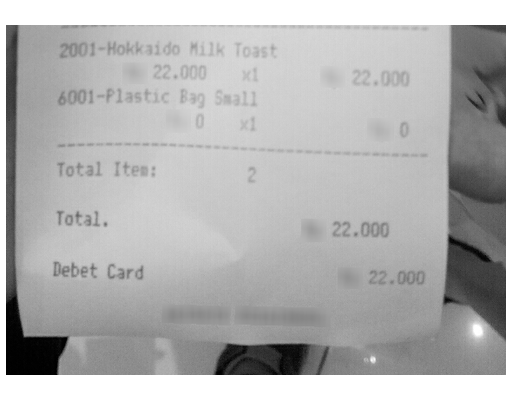 2001-Hokkaido Milk Toast
22.000 x1 22.000
6001-Plastic Bag Small
0 x1 0
Total Item: 2
Total. 22.000
Debet Card 22.000